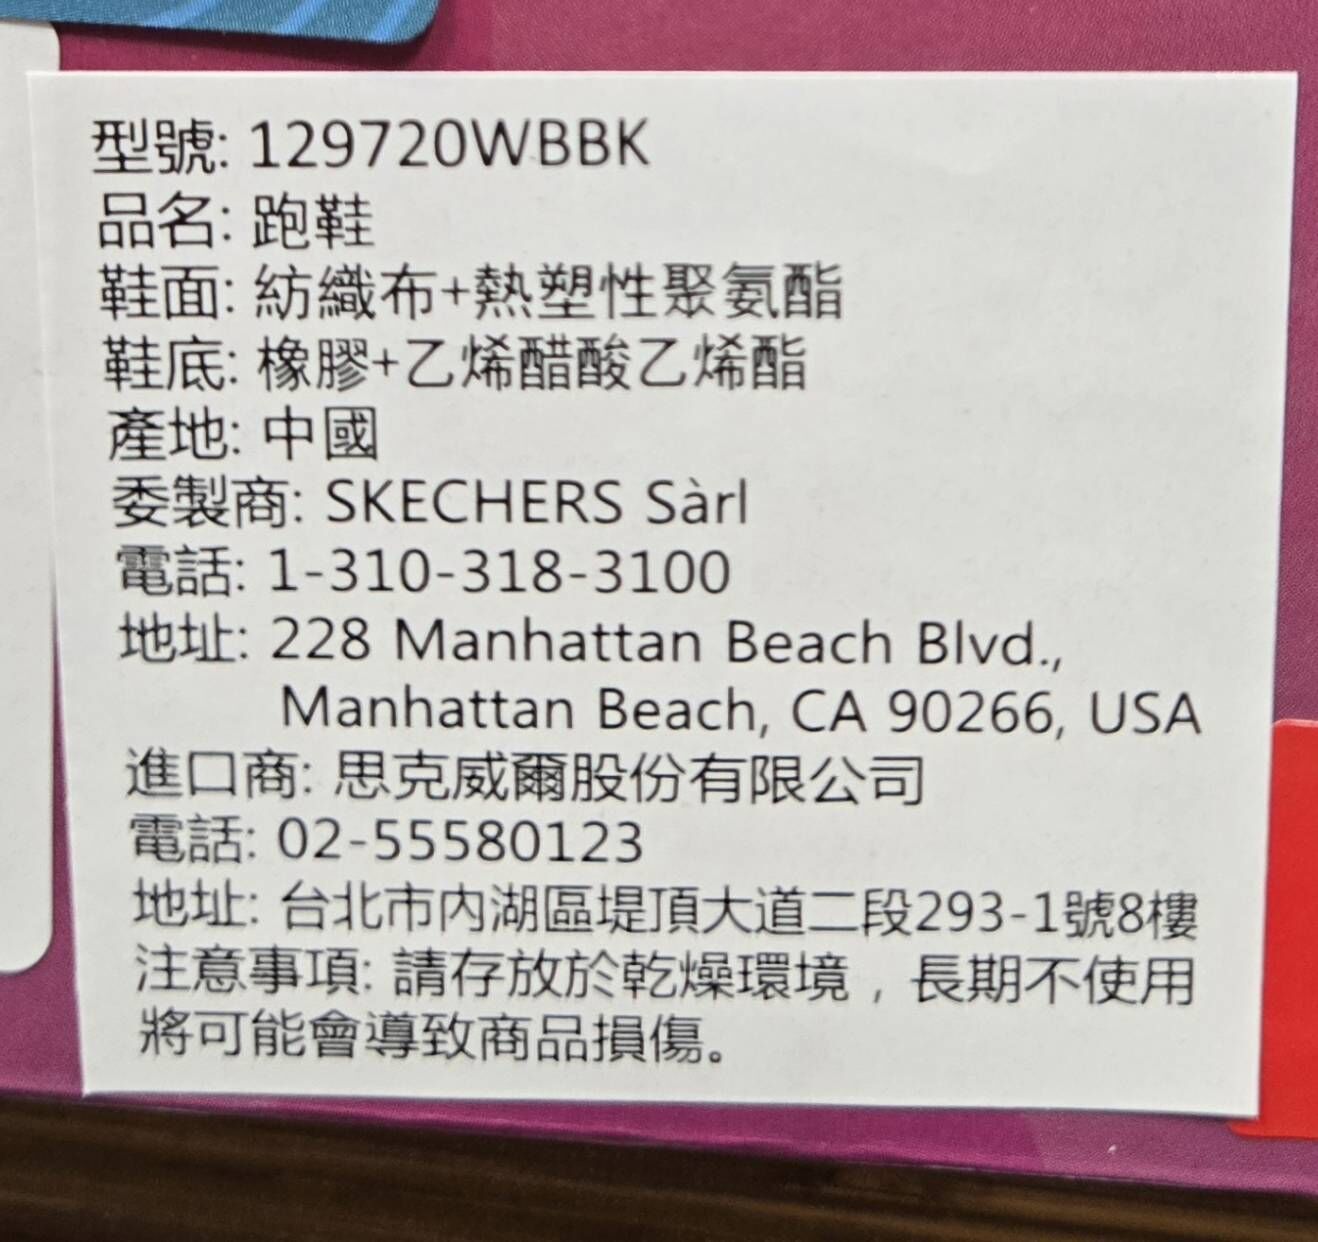 型號: 129720WBBK
品名: 跑鞋
鞋面: 紡織布+熱塑性聚氨酯
鞋底: 橡膠+乙烯醋酸乙烯酯
產地: 中國
委製商: SKECHERS Sàrl
電話: 1-310-318-3100
地址: 228 Manhattan Beach Blvd.,
Manhattan Beach, CA 90266, USA
進口商: 思克威爾股份有限公司
電話: 02-55580123
地址: 台北市內湖區堤頂大道二段293-1號8樓
注意事項: 請存放於乾燥環境，長期不使用
將可能會導致商品損傷。